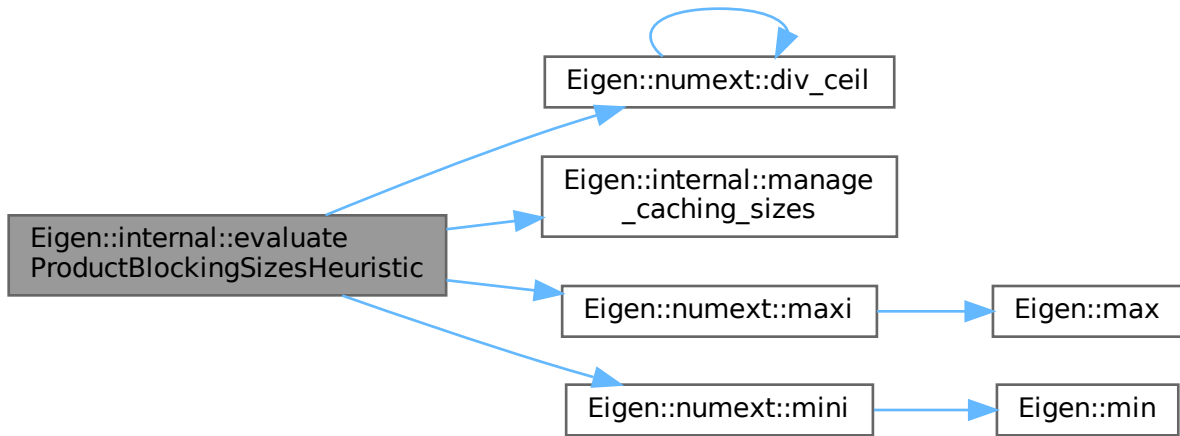 Eigen::numext::div_ceil
Eigen::internal::manage
_caching_sizes
Eigen::internal::evaluate
ProductBlockingSizesHeuristic
Eigen::numext::maxi
Eigen::max
Eigen::numext::mini
Eigen::min